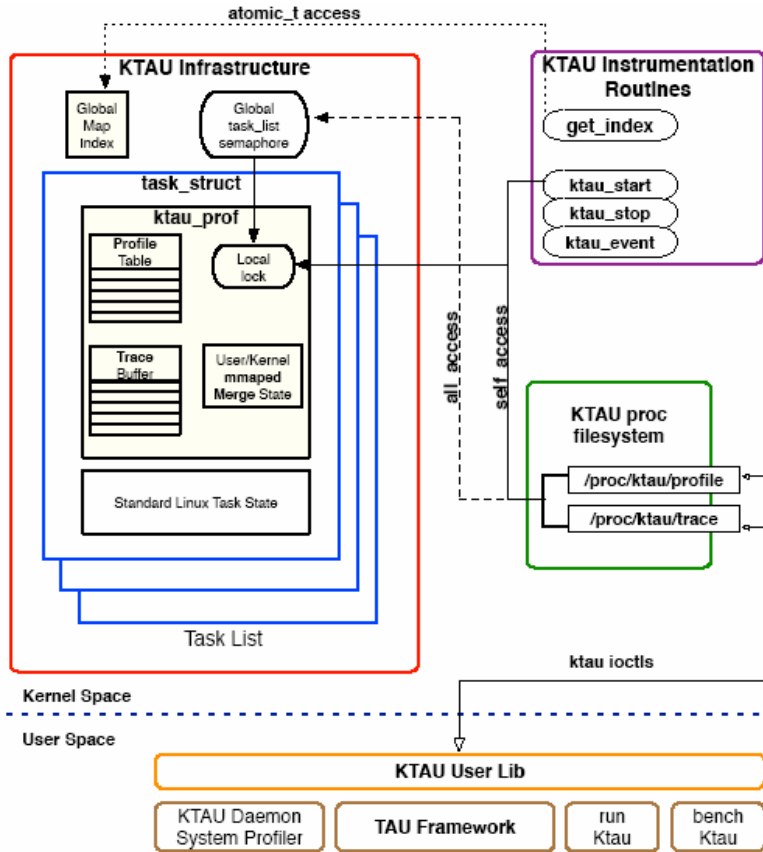 atomic_t access
KTAU Infrastructure
Global
Map
Index
Global
task_list
semaphore
task_struct
ktau_prof
Profile
Table
Local
lock
Trace
Buffer
User/Kernel
mmaped
Merge State
Standard Linux Task State
Task List
KTAU Instrumentation
Routines
get_index
ktau_start
ktau_stop
ktau_event
all_access
self_access
KTAU proc
filesystem
/proc/ktau/profile
/proc/ktau/trace
ktau ioctls
Kernel Space
User Space
KTAU User Lib
KTAU Daemon
System Profiler
TAU Framework
run
Ktau
bench
Ktau